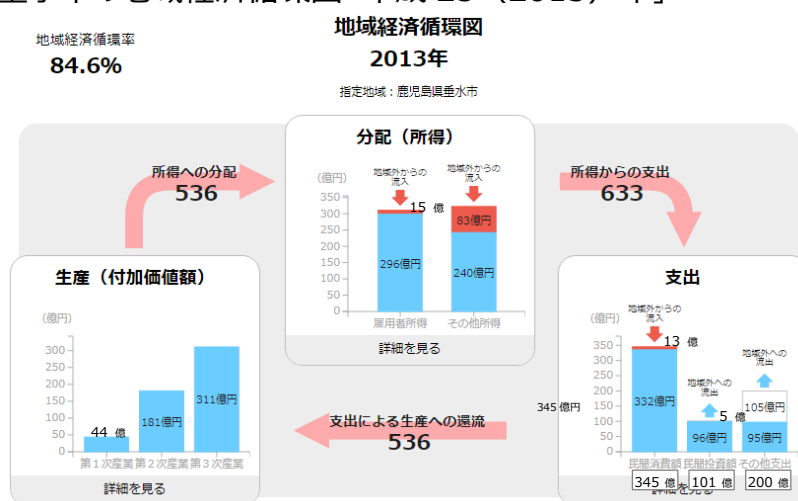 地域経済循環率
84.6%
地域経済循環図
2013年
指定地域：鹿児島県垂水市
所得への分配
536
分配（所得）
（億円）
地域外からの
流入
地域外からの
流入
350
300
250
200
150
100
50
0
15 億
83億円
296億円
240億円
雇用者所得
その他所得
詳細を見る
所得からの支出
633
生産（付加価値額）
（億円）
300
250
200
150
100
50
0
44 億
181億円
311億円
第１次産業
第２次産業
第３次産業
詳細を見る
支出による生産への還流
536
支出
（億円）
地域外からの
流入
350
300
250
200
150
100
50
0
13 億
345 億円
332億円
地域外への
流出
5 億
96億円
地域外への
流出
105億円
95億円
民間消費額
民間投資額
その他支出
345 億
101 億
200 億